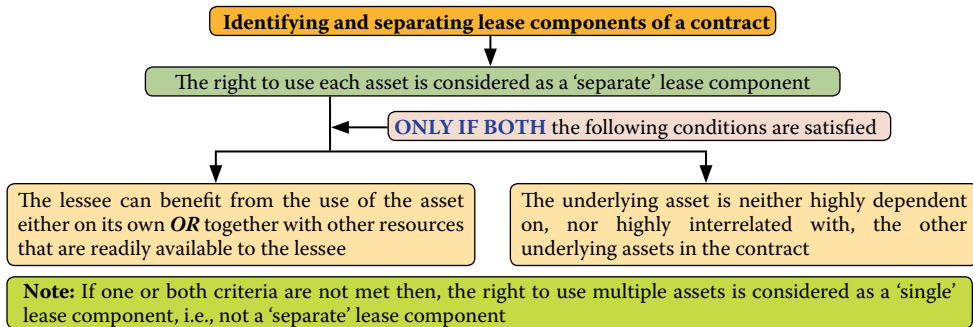 Identifying and separating lease components of a contract
The right to use each asset is considered as a ‘separate’ lease component
ONLY IF BOTH the following conditions are satisfied
The lessee can benefit from the use of the asset
either on its own OR together with other resources
that are readily available to the lessee
The underlying asset is neither highly dependent
on, nor highly interrelated with, the other
underlying assets in the contract
Note: If one or both criteria are not met then, the right to use multiple assets is considered as a ‘single’
lease component, i.e., not a ‘separate’ lease component